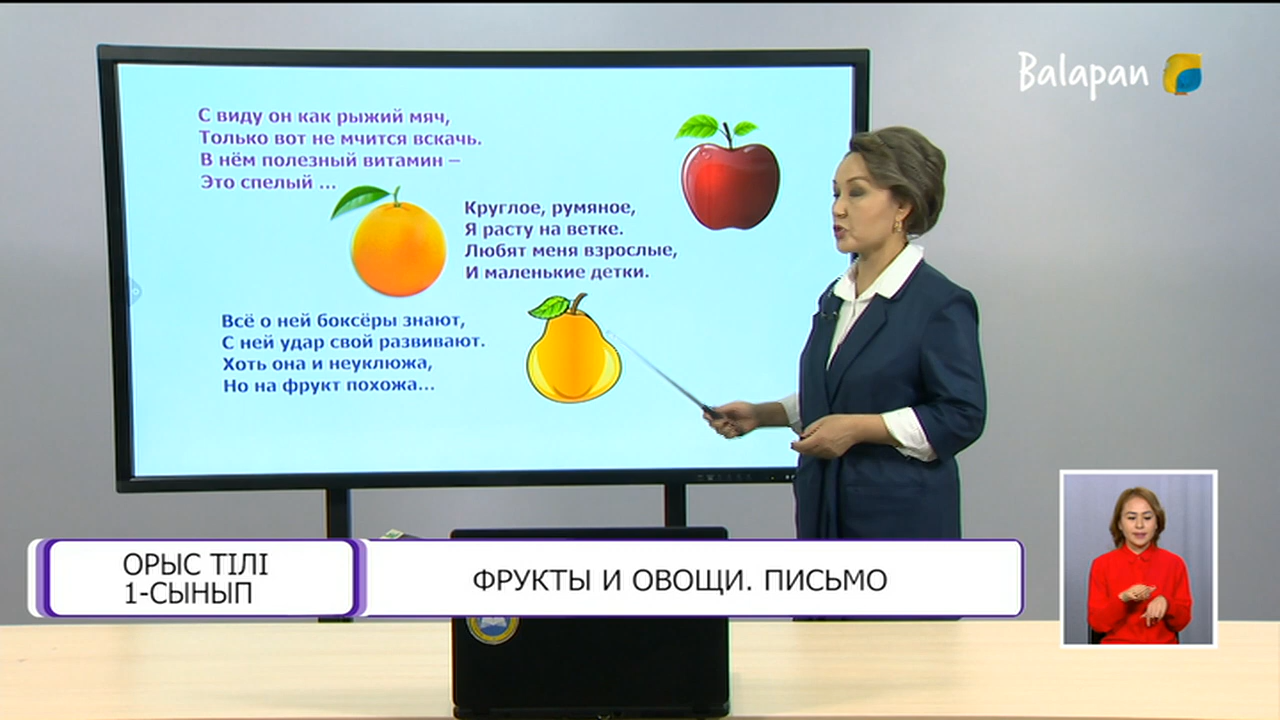 Balapan
С виду он как рыжий мяч,
Только вот не мчится вскачь.
В нём полезный витамин –
Это спелый ...
Круглое, румяное,
Я расту на ветке.
Любят меня взрослые,
И маленькие детки.
Всё о ней боксёры знают,
С ней удар свой развивают.
Хоть она и неуклюжа,
Но на фрукт похожа...
ОРЫС ТІЛІ
1-СЫНЫП
ФРУКТЫ И ОВОЩИ. ПИСЬМО